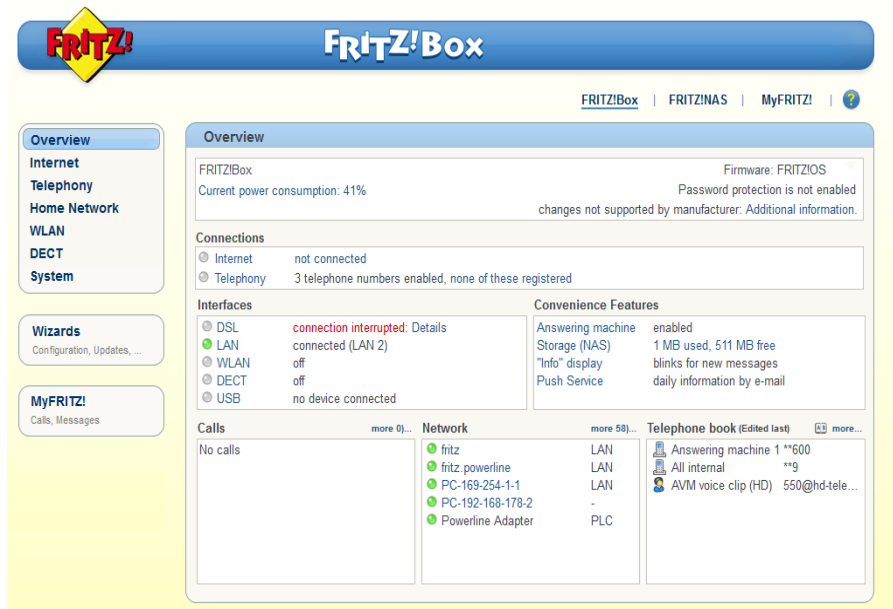 FRITZ!
FRITZ!Box
FRITZ!Box | FRITZ!NAS | MyFRITZ! | ?
Overview
Internet
Telephony
Home Network
WLAN
DECT
System
Wizards
Configuration, Updates, ...
MyFRITZ!
Calls, Messages
Overview
FRITZ!Box Firmware: FRITZ!OS
Current power consumption: 41% Password protection is not enabled
changes not supported by manufacturer: Additional information.
Connections
Internet not connected
Telephony 3 telephone numbers enabled, none of these registered
Interfaces
DSL connection interrupted: Details
LAN connected (LAN 2)
WLAN off
DECT off
USB no device connected
Convenience Features
Answering machine enabled
Storage (NAS) 1 MB used, 511 MB free
"Info" display blinks for new messages
Push Service daily information by e-mail
Calls more 0)...
No calls
Network more 58)...
fritz LAN
fritz.powerline LAN
PC-169-254-1-1 LAN
PC-192-168-178-2 -
Powerline Adapter PLC
Telephone book (Edited last) more...
Answering machine 1 **600
All internal **9
AVM voice clip (HD) 550@hd-tele...